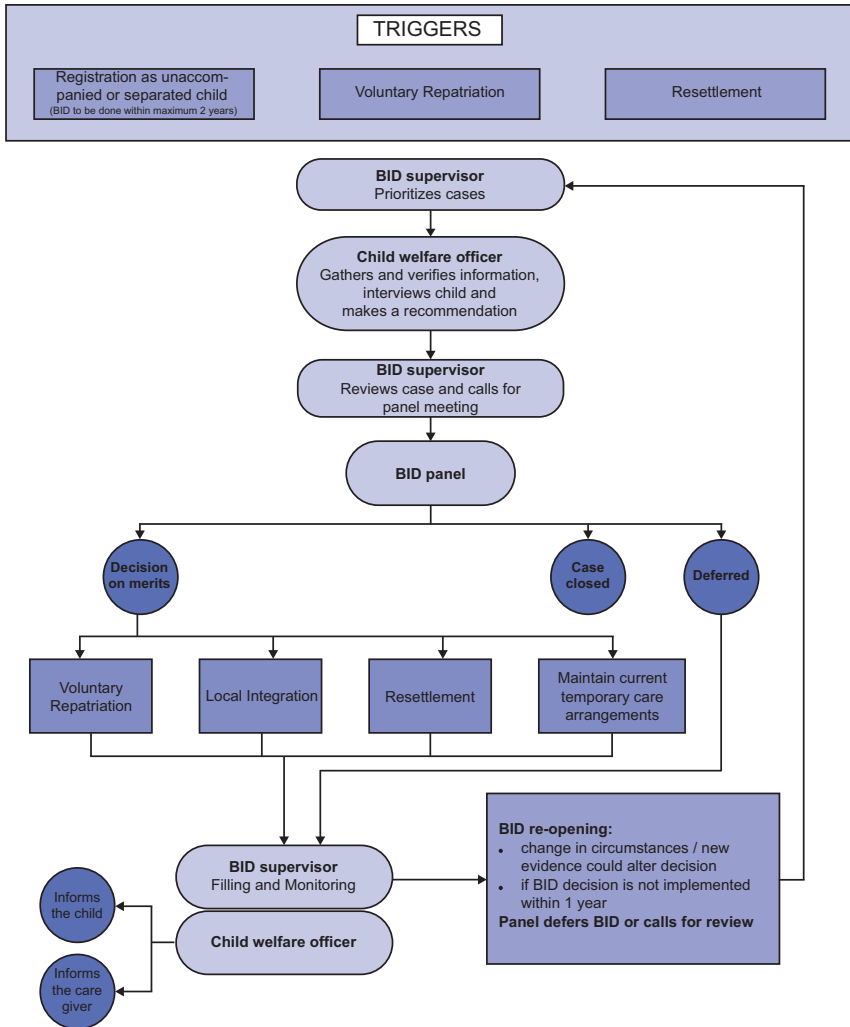 TRIGGERS
Registration as unaccom-
panied or separated child
(BID to be done within maximum 2 years)
Voluntary Repatriation
Resettlement
BID supervisor
Prioritizes cases
Child welfare officer
Gathers and verifies information,
interviews child and
makes a recommendation
BID supervisor
Reviews case and calls for
panel meeting
BID panel
Decision
on merits
Case
closed
Deferred
Voluntary
Repatriation
Local Integration
Resettlement
Maintain current
temporary care
arrangements
BID supervisor
Filling and Monitoring
Child welfare officer
Informs
the child
Informs
the care
giver
BID re-opening:
• change in circumstances / new
evidence could alter decision
• if BID decision is not implemented
within 1 year
Panel defers BID or calls for review